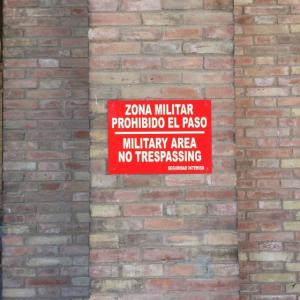 ZONA MILITAR
PROHIBIDO EL PASO
MILITARY AREA
NO TRESPASSING
SEGURIDAD INTERIOR